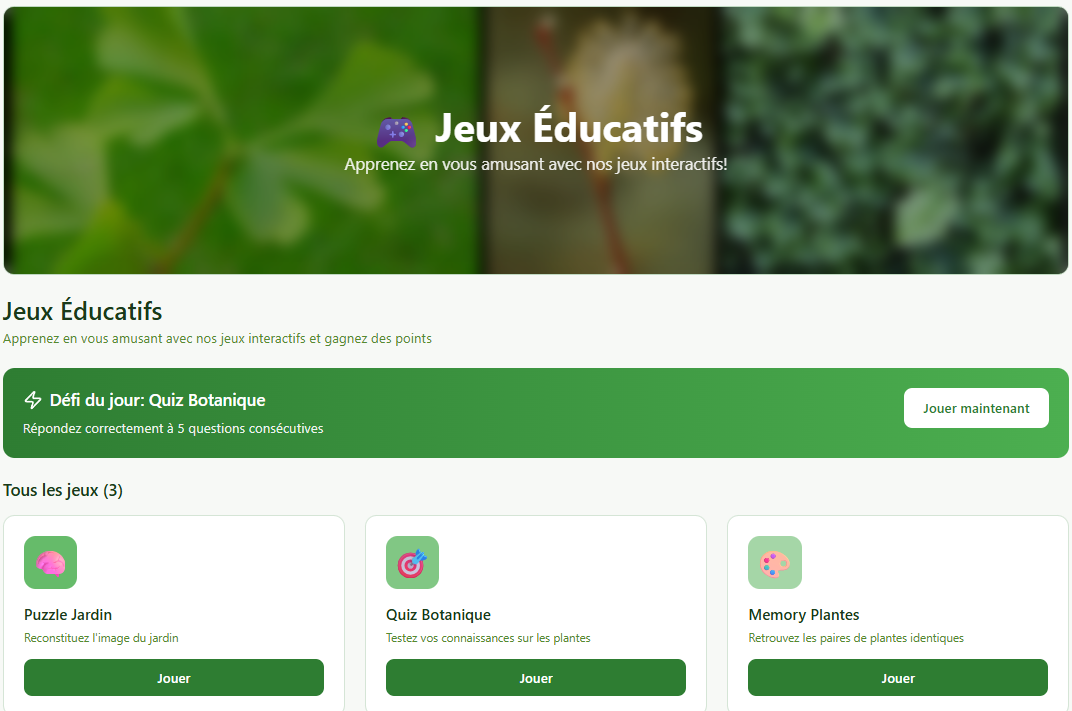 Jeux Éducatifs
Apprenez en vous amusant avec nos jeux interactifs!
Jeux Éducatifs
Apprenez en vous amusant avec nos jeux interactifs et gagnez des points
Défi du jour: Quiz Botanique
Répondez correctement à 5 questions consécutives
Jouer maintenant
Tous les jeux (3)
Puzzle Jardin
Reconstituez l'image du jardin
Jouer
Quiz Botanique
Testez vos connaissances sur les plantes
Jouer
Memory Plantes
Retrouvez les paires de plantes identiques
Jouer